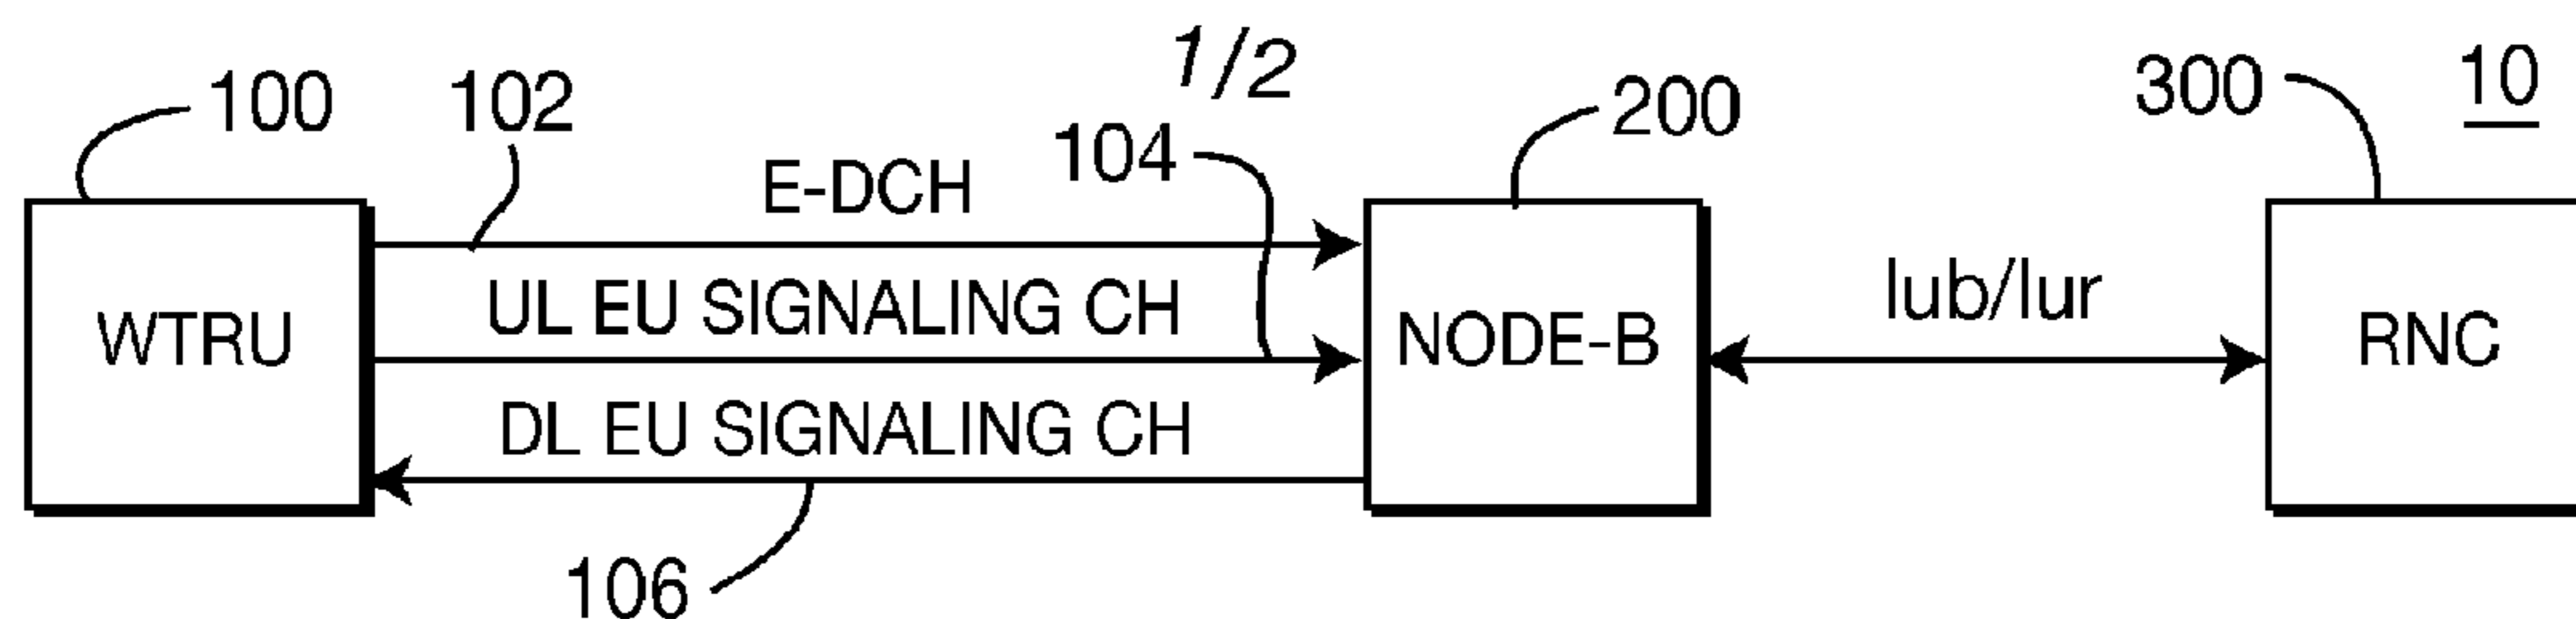 1/2
100
102
104
200
300
10
E-DCH
UL EU SIGNALING CH
DL EU SIGNALING CH
WTRU
NODE-B
Iub/Iur
RNC
106